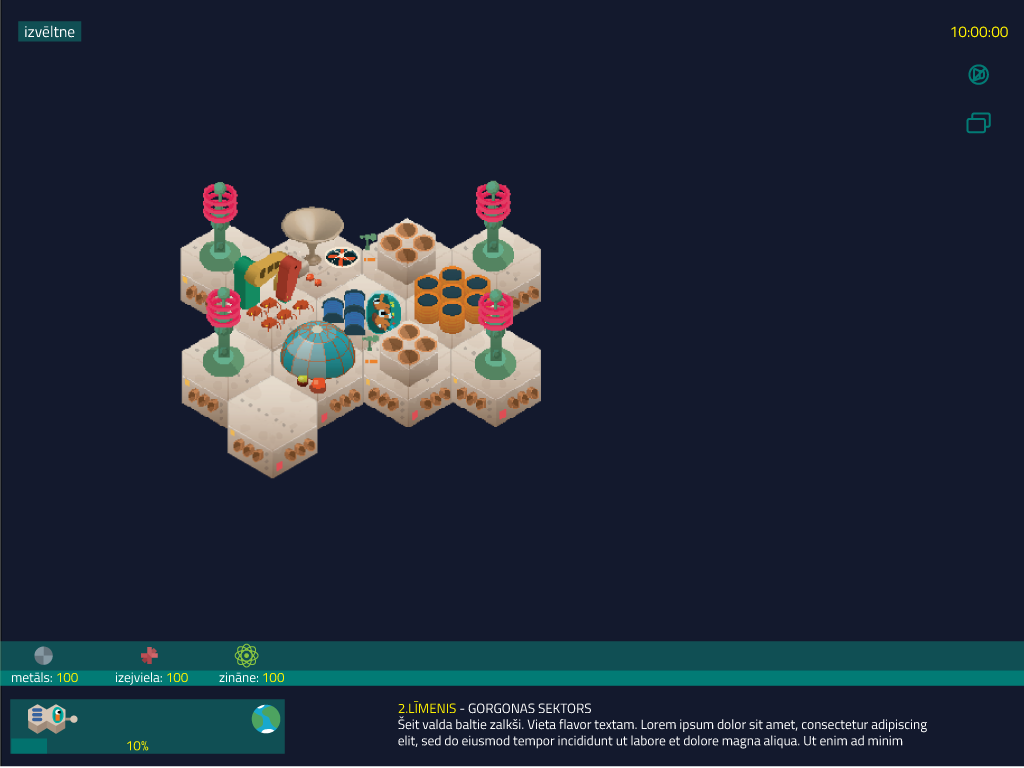 izvēltne
10:00:00
metāls: 100
izejviela: 100
zināne: 100
10%
2.LĪMENIS - GORGONAS SEKTORS
Šeit valda baltie zalkši. Vieta flavor textam. Lorem ipsum dolor sit amet, consectetur adipiscing
elit, sed do eiusmod tempor incididunt ut labore et dolore magna aliqua. Ut enim ad minim